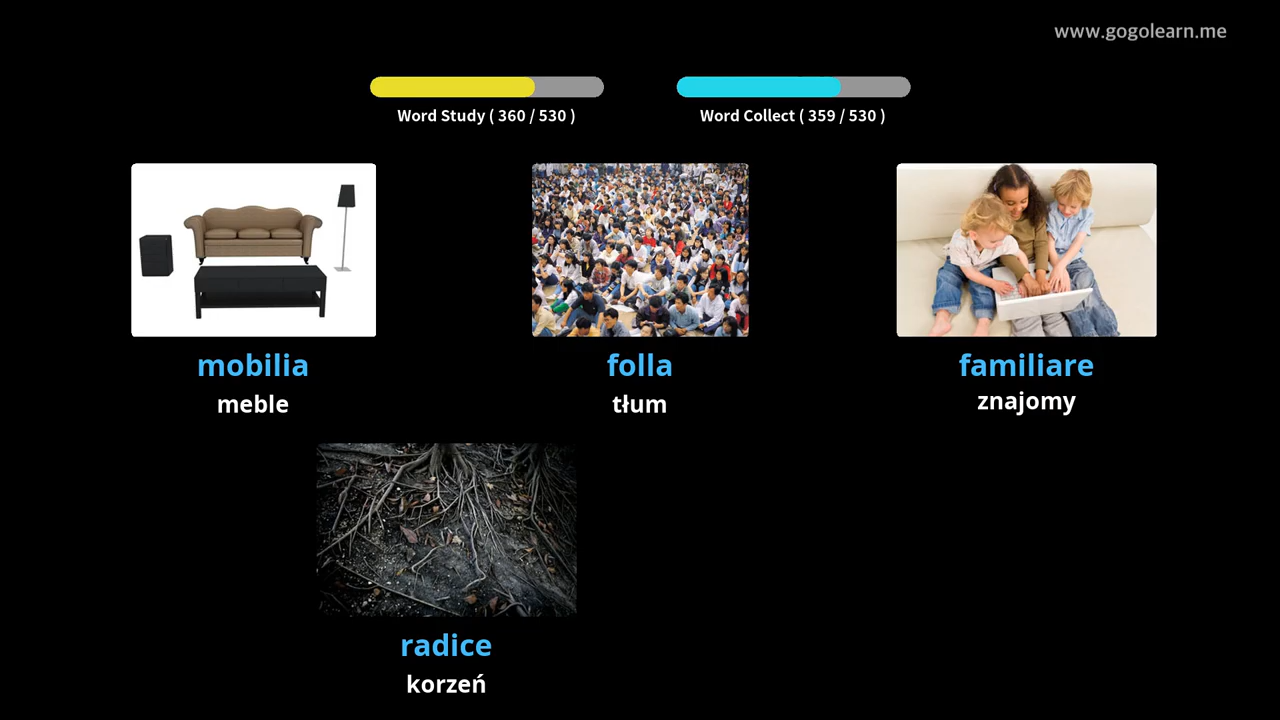 www.gogolearn.me
Word Study ( 360 / 530 )
Word Collect ( 359 / 530 )
mobilia
meble
folla
tłum
familiare
znajomy
radice
korzeń